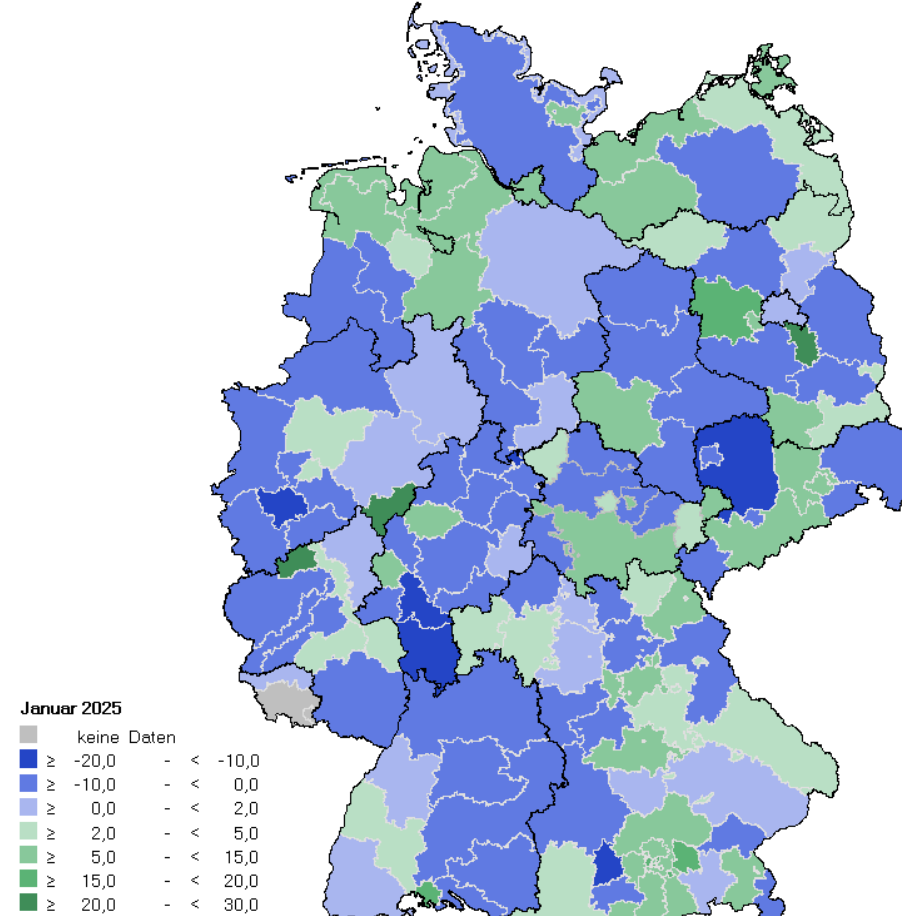 Januar 2025
keine Daten
≥ -20,0 - < -10,0
≥ -10,0 - < 0,0
≥ 0,0 - < 2,0
≥ 2,0 - < 5,0
≥ 5,0 - < 15,0
≥ 15,0 - < 20,0
≥ 20,0 - < 30,0